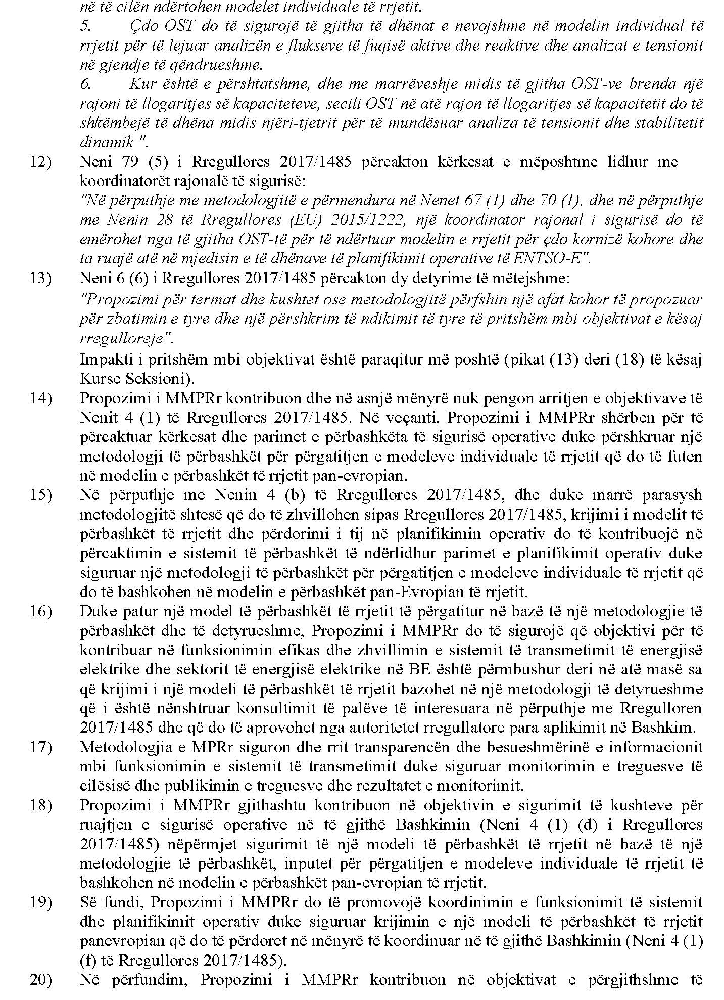 në të cilën ndërtohen modelet individuale të rrjetit.
5. Çdo OST do të sigurojë të gjitha të dhënat e nevojshme në modelin individual të
rrjetit për të lejuar analizën e flukseve të fuqisë aktive dhe reaktive dhe analizat e tensionit
në gjendje të qëndrueshme.
6. Kur është e përshtatshme, dhe me marrëveshje midis të gjitha OST-ve brenda një
rajoni të llogaritjes së kapaciteteve, secili OST në atë rajon të llogaritjes së kapacitetit do të
shkëmbejë të dhëna midis njëri-tjetrit për të mundësuar analiza të tensionit dhe stabilitetit
dinamik ".
12) Neni 79 (5) i Rregullores 2017/1485 përcakton kërkesat e mëposhtme lidhur me
koordinatorët rajonalë të sigurisë:
"Në përputhje me metodologjitë e përmendura në Nenet 67 (1) dhe 70 (1), dhe në përputhje
me Nenin 28 të Rregullores (EU) 2015/1222, një koordinator rajonal i sigurisë do të
emërohet nga të gjitha OST-të për të ndërtuar modelin e rrjetit për çdo kornizë kohore dhe
ta ruajë atë në mjedisin e të dhënave të planifikimit operative të ENTSO-E".
13) Neni 6 (6) i Rregullores 2017/1485 përcakton dy detyrime të mëtejshme:
"Propozimi për termat dhe kushtet ose metodologjitë përfshin një afat kohor të propozuar
për zbatimin e tyre dhe një përshkrim të ndikimit të tyre të pritshëm mbi objektivat e kësaj
rregulloreje".
Impakti i pritshëm mbi objektivat është paraqitur më poshtë (pikat (13) deri (18) të kësaj
Kurse Seksioni).
14) Propozimi i MMPRr kontribuon dhe në asnjë mënyrë nuk pengon arritjen e objektivave të
Nenit 4 (1) të Rregullores 2017/1485. Në veçanti, Propozimi i MMPRr shërben për të
përcaktuar kërkesat dhe parimet e përbashkëta të sigurisë operative duke përshkruar një
metodologji të përbashkët për përgatitjen e modeleve individuale të rrjetit që do të futen
në modelin e përbashkët të rrjetit pan-evropian.
15) Në përputhje me Nenin 4 (b) të Rregullores 2017/1485, dhe duke marrë parasysh
metodologjitë shtesë që do të zhvillohen sipas Rregullores 2017/1485, krijimi i modelit të
përbashkët të rrjetit dhe përdorimi i tij në planifikimin operativ do të kontribuojë në
përcaktimin e sistemit të përbashkët të ndërlidhur parimet e planifikimit operativ duke
siguruar një metodologji të përbashkët për përgatitjen e modeleve individuale të rrjetit që
do të bashkohen në modelin e përbashkët pan-Evropian të rrjetit.
16) Duke patur një model të përbashkët të rrjetit të përgatitur në bazë të një metodologjie të
përbashkët dhe të detyrueshme, Propozimi i MMPRr do të sigurojë që objektivi për të
kontribuar në funksionimin efikas dhe zhvillimin e sistemit të transmetimit të energjisë
elektrike dhe sektorit të energjisë elektrike në BE është përmbushur deri në atë masë sa
që krijimi i një modeli të përbashkët të rrjetit bazohet në një metodologji të detyrueshme
që i është nënshtruar konsultimit të palëve të interesuara në përputhje me Rregulloren
2017/1485 dhe që do të aprovohet nga autoritetet rregullatore para aplikimit në Bashkim.
17) Metodologjia e MPRr siguron dhe rrit transparencën dhe besueshmërinë e informacionit
mbi funksionimin e sistemit të transmetimit duke siguruar monitorimin e treguesve të
cilësisë dhe publikimin e treguesve dhe rezultatet e monitorimit.
18) Propozimi i MMPRr gjithashtu kontribuon në objektivin e sigurimit të kushteve për
ruajtjen e sigurisë operative në të gjithë Bashkimin (Neni 4 (1) (d) i Rregullores
2017/1485) nëpërmjet sigurimit të një modeli të përbashkët të rrjetit në bazë të një
metodologjie të përbashkët, inputet për përgatitjen e modeleve individuale të rrjetit të
bashkohen në modelin e përbashkët pan-evropian të rrjetit.
19) Së fundi, Propozimi i MMPRr do të promovojë koordinimin e funksionimit të sistemit
dhe planifikimit operativ duke siguruar krijimin e një modeli të përbashkët të rrjetit
panevropian që do të përdoret në mënyrë të koordinuar në të gjithë Bashkimin (Neni 4 (1)
(f) të Rregullores 2017/1485).
20) Në përfundim, Propozimi i MMPRr kontribuon në objektivat e përgjithshme të